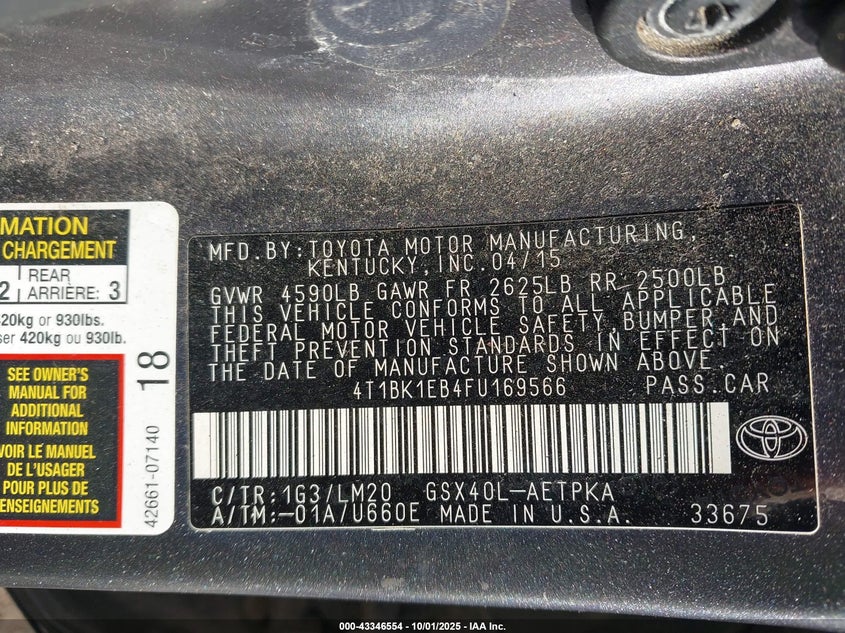 MATION
CHARGEMENT
2 REAR
ARRIÈRE: 3
20kg or 930lbs.
ser 420kg ou 930lb.
SEE OWNER'S
MANUAL FOR
ADDITIONAL
INFORMATION
VOIR LE MANUEL
DE L'USAGER
POUR PLUS DE
RENSEIGNEMENTS
18
42661-07140
MFD.BY:TOYOTA MOTOR MANUFACTURING,
KENTUCKY,INC.04/15
GVWR 4590LB GAWR FR 2625LB RR 2500LB
THIS VEHICLE CONFORMS TO ALL APPLICABLE
FEDERAL MOTOR VEHICLE SAFETY,BUMPER,AND
THEFT PREVENTION STANDARDS IN EFFECT ON
THE DATE OF MANUFACTURE SHOWN ABOVE.
4T1BK1EB4FU169566 PASS.CAR
C/TR:1G3/LM20 GSX40L-AETPKA
A/TM:-01A/U660E MADE IN U.S.A. 33675
000-43346554 - 10/01/2025 - IAA Inc.